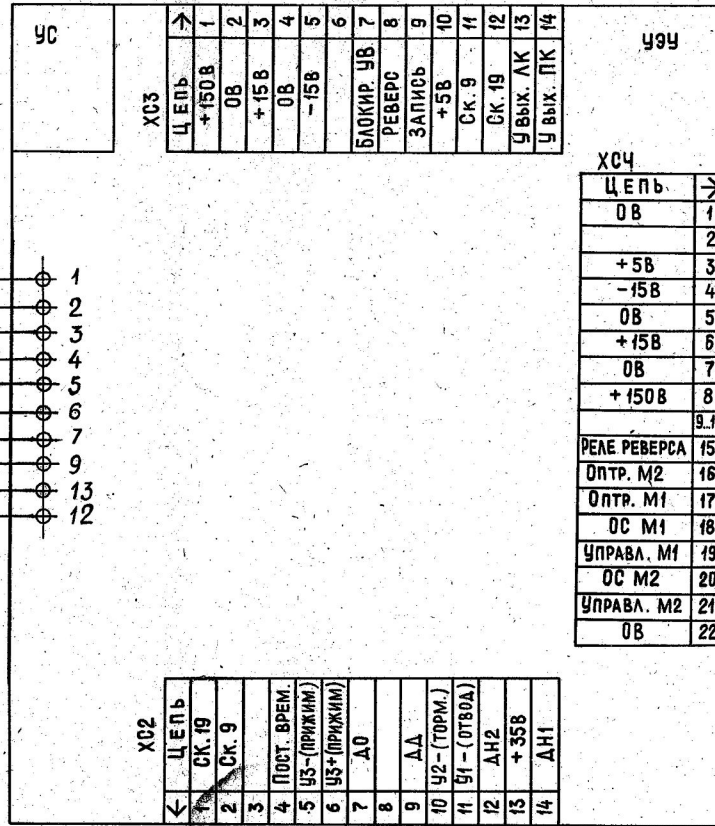 УС
ХС3
ЦЕПЬ →
+150В 1
0В 2
+15В 3
0В 4
-15В 5
6
БЛОКИР. УВ 7
РЕВЕРС 8
ЗАПИСЬ 9
+5В 10
Ск. 9 11
Ск. 19 12
У Вых. ЛК 13
У Вых. ПК 14
УЭУ
ХС4
ЦЕПЬ →
0В 1
2
+5В 3
-15В 4
0В 5
+15В 6
0В 7
+150В 8
РЕЛЕ РЕВЕРСА 15
ОПТР. М2 16
ОПТР. М1 17
ОС М1 18
УПРАВЛ. М1 19
ОС М2 20
УПРАВЛ. М2 21
0В 22
1
2
3
4
5
6
7
9
13
12
ХС2
← ЦЕПЬ
1 СК. 19
2 Ск. 9
3
4 ПОСТ. ВРЕМ.
5 УЗ-(ПРИЖИМ)
6 УЗ+(ПРИЖИМ)
7 ДО
8
9 ДД
10 У2-(ТОРМ.)
11 У1-(ОТВОД)
12 ДН2
13 +35В
14 ДН1